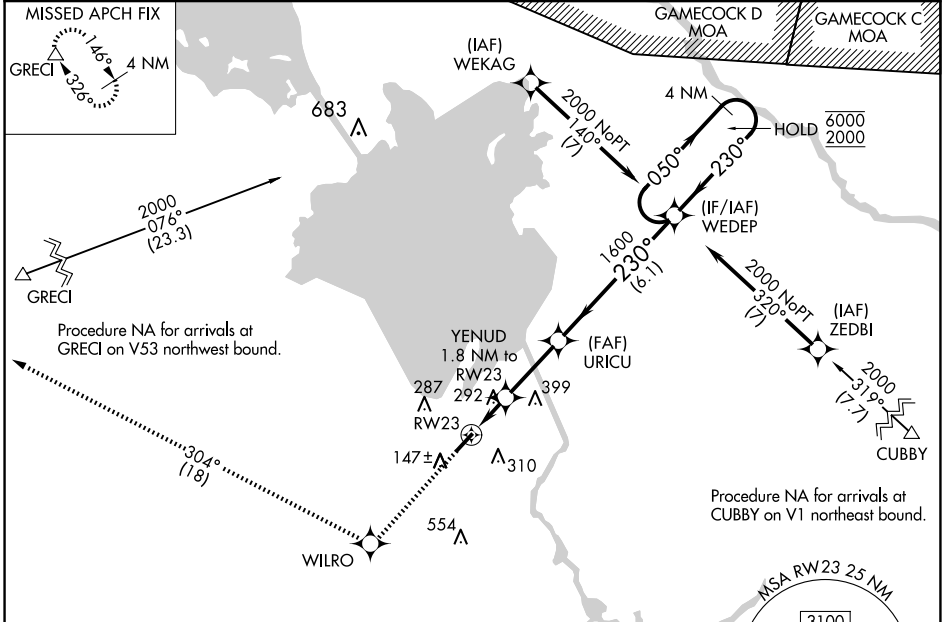 MISSED APCH FIX
GRECI
146°
326°
4 NM
683
(IAF)
WEKAG
2000 NoPT
140°
(7)
GAMECOCK D
MOA
GAMECOCK C
MOA
4 NM
HOLD
6000
2000
050°
230°
(IF/IAF)
WEDEP
2000
076°
(23.3)
GRECI
1600
230°
(6.1)
2000 NoPT
320°
(7)
(IAF)
ZEDBI
Procedure NA for arrivals at
GRECI on V53 northwest bound.
YENUD
1.8 NM to
RW23
(FAF)
URICU
2000
319°
(7.7)
CUBBY
287
292
399
RW23
147±
310
304°
(18)
Procedure NA for arrivals at
CUBBY on V1 northeast bound.
554
WILRO
MSA RW23 25 NM
3100